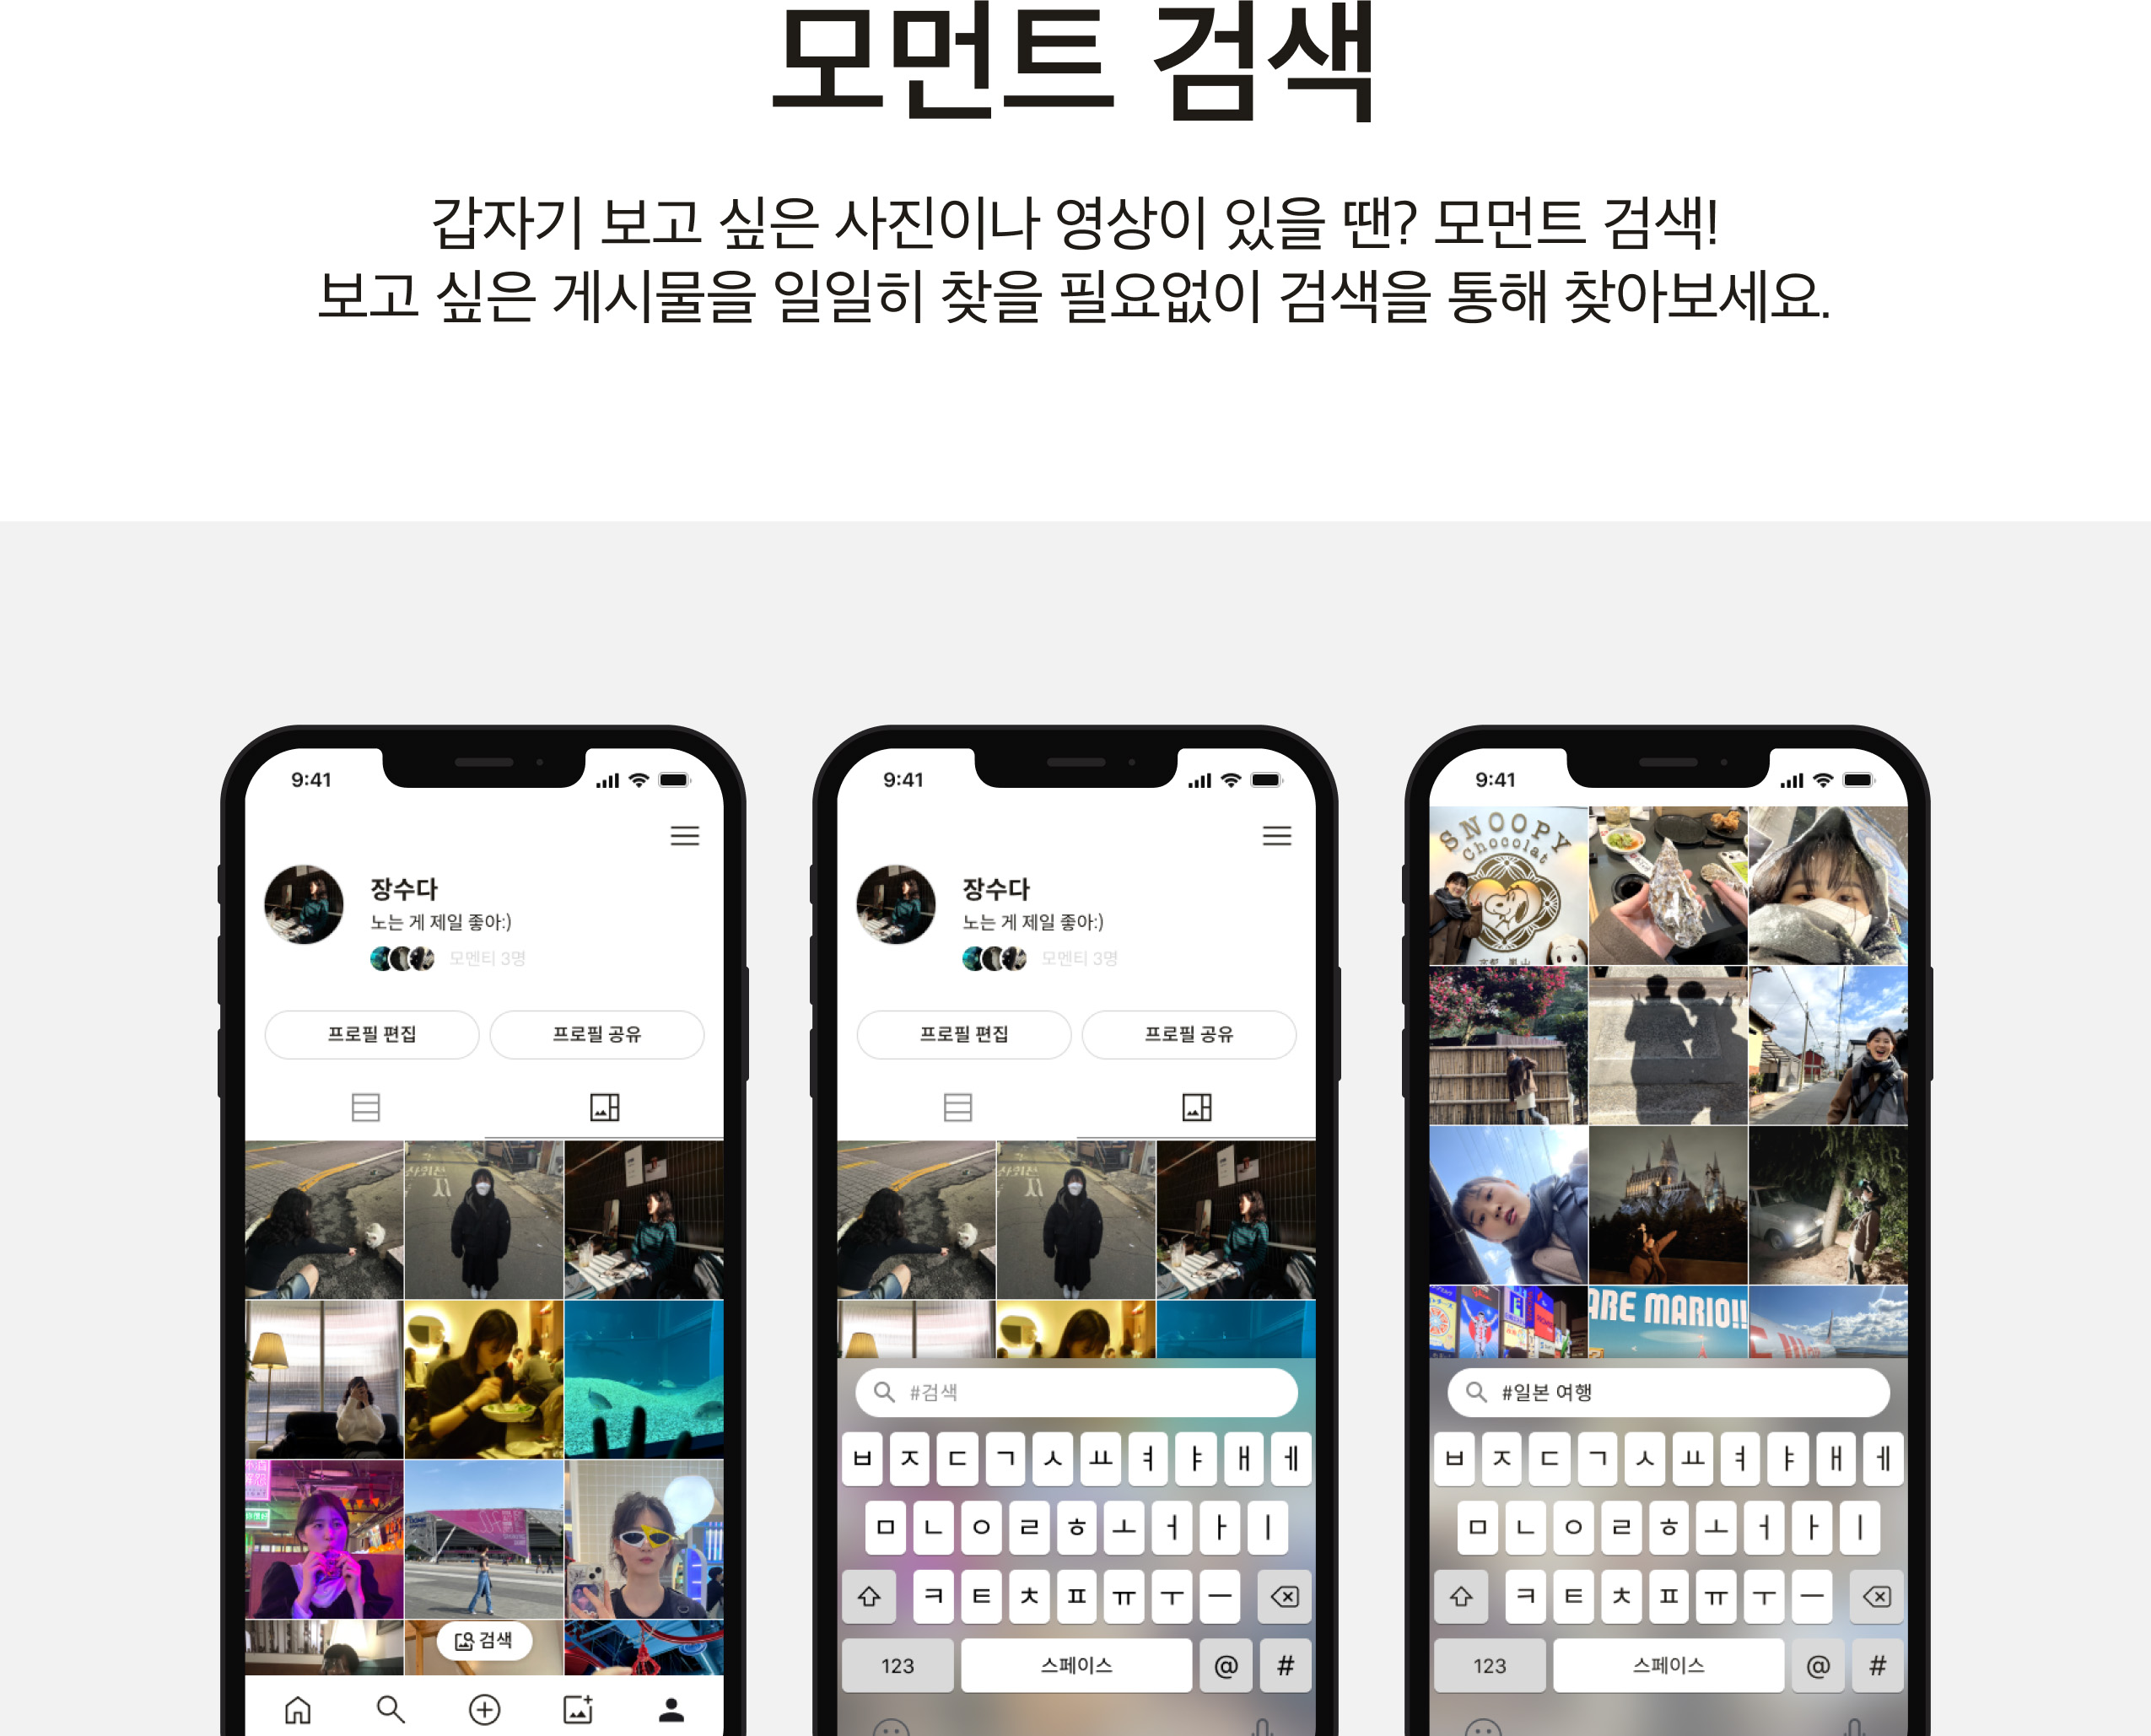 모먼트 검색
갑자기 보고 싶은 사진이나 영상이 있을 땐? 모먼트 검색!
보고 싶은 게시물을 일일히 찾을 필요없이 검색을 통해 찾아보세요.
9:41
장수다
노는 게 제일 좋아:)
모멘티 3명
프로필 편집
프로필 공유
검색
9:41
장수다
노는 게 제일 좋아:)
모멘티 3명
프로필 편집
프로필 공유
#검색
ㅂ ㅈ ㄷ ㄱ ㅅ ㅛ ㅕ ㅑ ㅐ ㅔ
ㅁ ㄴ ㅇ ㄹ ㅎ ㅗ ㅓ ㅏ ㅣ
ㅋ ㅌ ㅊ ㅍ ㅠ ㅜ ㅡ
123 스페이스 @ #
9:41
SNOOPY
Chocolat
ARE MARIO!!
#일본 여행
ㅂ ㅈ ㄷ ㄱ ㅅ ㅛ ㅕ ㅑ ㅐ ㅔ
ㅁ ㄴ ㅇ ㄹ ㅎ ㅗ ㅓ ㅏ ㅣ
ㅋ ㅌ ㅊ ㅍ ㅠ ㅜ ㅡ
123 스페이스 @ #